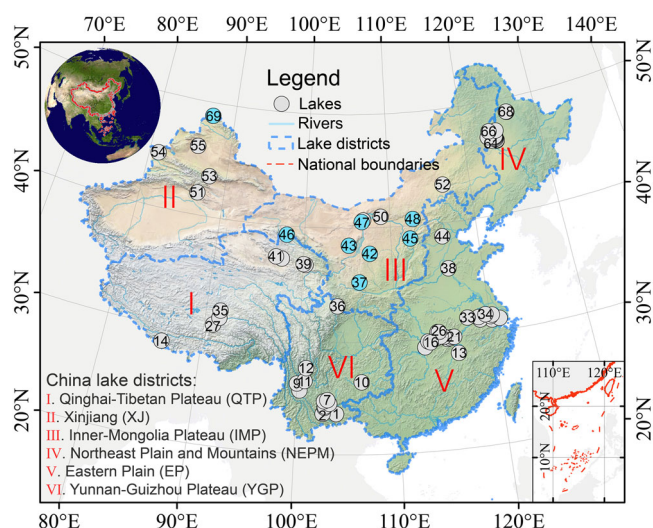 70°E 80°E 90°E 100°E 110°E 120°E 130°E 140°E
50°N
50°N
40°N
40°N
30°N
30°N
20°N
20°N
Legend
Lakes
Rivers
Lake districts
National boundaries
69
68
66
64
54
55
53
51
52
50
48
47
46
45
44
43
42
41
39
38
37
36
35
34
33
27
26
21
16
14
13
12
11
10
9
7
2
1
I
II
III
IV
V
VI
China lake districts:
I. Qinghai-Tibetan Plateau (QTP)
II. Xinjiang (XJ)
III. Inner-Mongolia Plateau (IMP)
IV. Northeast Plain and Mountains (NEPM)
V. Eastern Plain (EP)
VI. Yunnan-Guizhou Plateau (YGP)
110°E 120°E
20°N
10°N
80°E 90°E 100°E 110°E 120°E